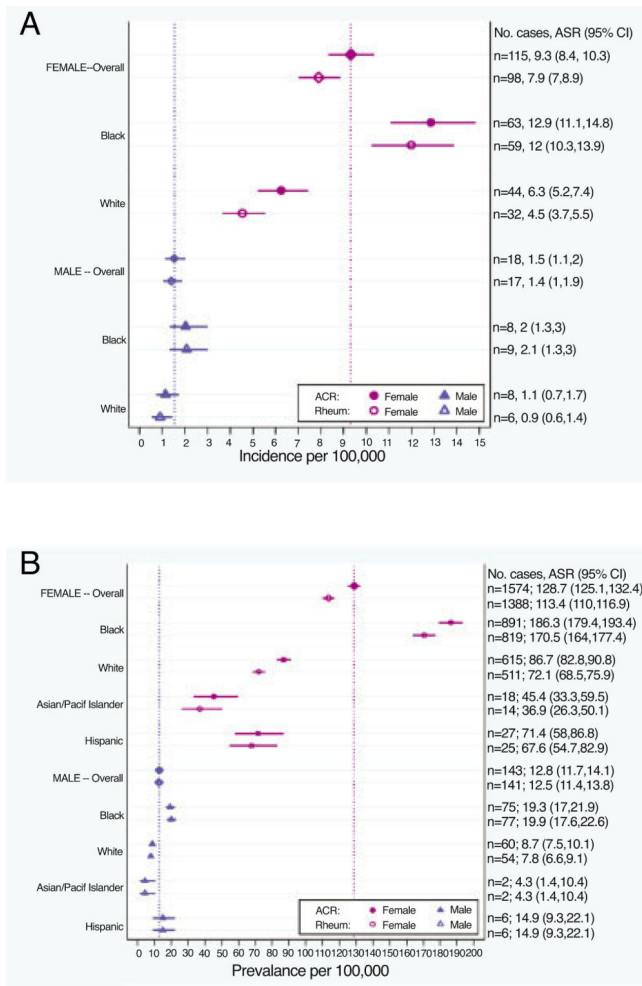 A
No. cases, ASR (95% CI)
FEMALE--Overall
n=115, 9.3 (8.4, 10.3)
n=98, 7.9 (7,8.9)
Black
n=63, 12.9 (11.1,14.8)
n=59, 12 (10.3,13.9)
White
n=44, 6.3 (5.2,7.4)
n=32, 4.5 (3.7,5.5)
MALE -- Overall
n=18, 1.5 (1.1,2)
n=17, 1.4 (1,1.9)
Black
n=8, 2 (1.3,3)
n=9, 2.1 (1.3,3)
White
n=8, 1.1 (0.7,1.7)
n=6, 0.9 (0.6,1.4)
ACR: Female Male
Rheum: Female Male
0 1 2 3 4 5 6 7 8 9 10 11 12 13 14 15
Incidence per 100,000
B
No. cases, ASR (95% CI)
FEMALE -- Overall
n=1574; 128.7 (125.1,132.4)
n=1388; 113.4 (110,116.9)
Black
n=891; 186.3 (179.4,193.4)
n=819; 170.5 (164,177.4)
White
n=615; 86.7 (82.8,90.8)
n=511; 72.1 (68.5,75.9)
Asian/Pacif Islander
n=18; 45.4 (33.3,59.5)
n=14; 36.9 (26.3,50.1)
Hispanic
n=27; 71.4 (58,86.8)
n=25; 67.6 (54.7,82.9)
MALE -- Overall
n=143; 12.8 (11.7,14.1)
n=141; 12.5 (11.4,13.8)
Black
n=75; 19.3 (17,21.9)
n=77; 19.9 (17.6,22.6)
White
n=60; 8.7 (7.5,10.1)
n=54; 7.8 (6.6,9.1)
Asian/Pacif Islander
n=2; 4.3 (1.4,10.4)
n=2; 4.3 (1.4,10.4)
Hispanic
n=6; 14.9 (9.3,22.1)
n=6; 14.9 (9.3,22.1)
ACR: Female Male
Rheum: Female Male
0 10 20 30 40 50 60 70 80 90 100 110 120 130 140 150 160 170 180 190 200
Prevalance per 100,000